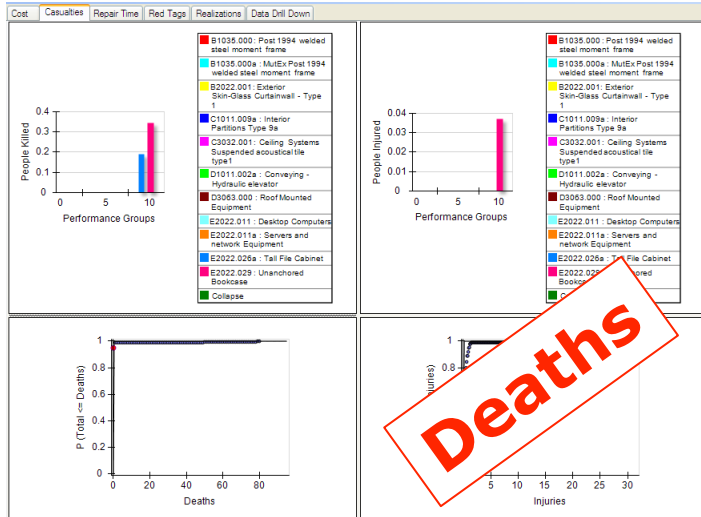 Cost Casualties Repair Time Red Tags Realizations Data Drill Down
People Killed
0.4
0.3
0.2
0.1
0
0 5 10
Performance Groups
B1035.000 : Post 1994 welded
steel moment frame
B1035.000a : MutEx Post 1994
welded steel moment frame
B2022.001 : Exterior
Skin-Glass Curtainwall - Type
1
C1011.009a : Interior
Partitions Type 9a
C3032.001 : Ceiling Systems
Suspended acoustical tile
type1
D1011.002a : Conveying -
Hydraulic elevator
D3063.000 : Roof Mounted
Equipment
E2022.011 : Desktop Computers
E2022.011a : Servers and
network Equipment
E2022.026a : Tall File Cabinet
E2022.029 : Unanchored
Bookcase
Collapse
People Injured
0.04
0.03
0.02
0.01
0
0 5 10
Performance Groups
B1035.000 : Post 1994 welded
steel moment frame
B1035.000a : MutEx Post 1994
welded steel moment frame
B2022.001 : Exterior
Skin-Glass Curtainwall - Type
1
C1011.009a : Interior
Partitions Type 9a
C3032.001 : Ceiling Systems
Suspended acoustical tile
type1
D1011.002a : Conveying -
Hydraulic elevator
D3063.000 : Roof Mounted
Equipment
E2022.011 : Desktop Computers
E2022.011a : Servers and
network Equipment
E2022.026a : Tall File Cabinet
P (Total <= Deaths)
1
0.8
0.6
0.4
0.2
0
0 20 40 60 80
Deaths
1
0.8
5 10 15 20 25 30
Injuries
Deaths